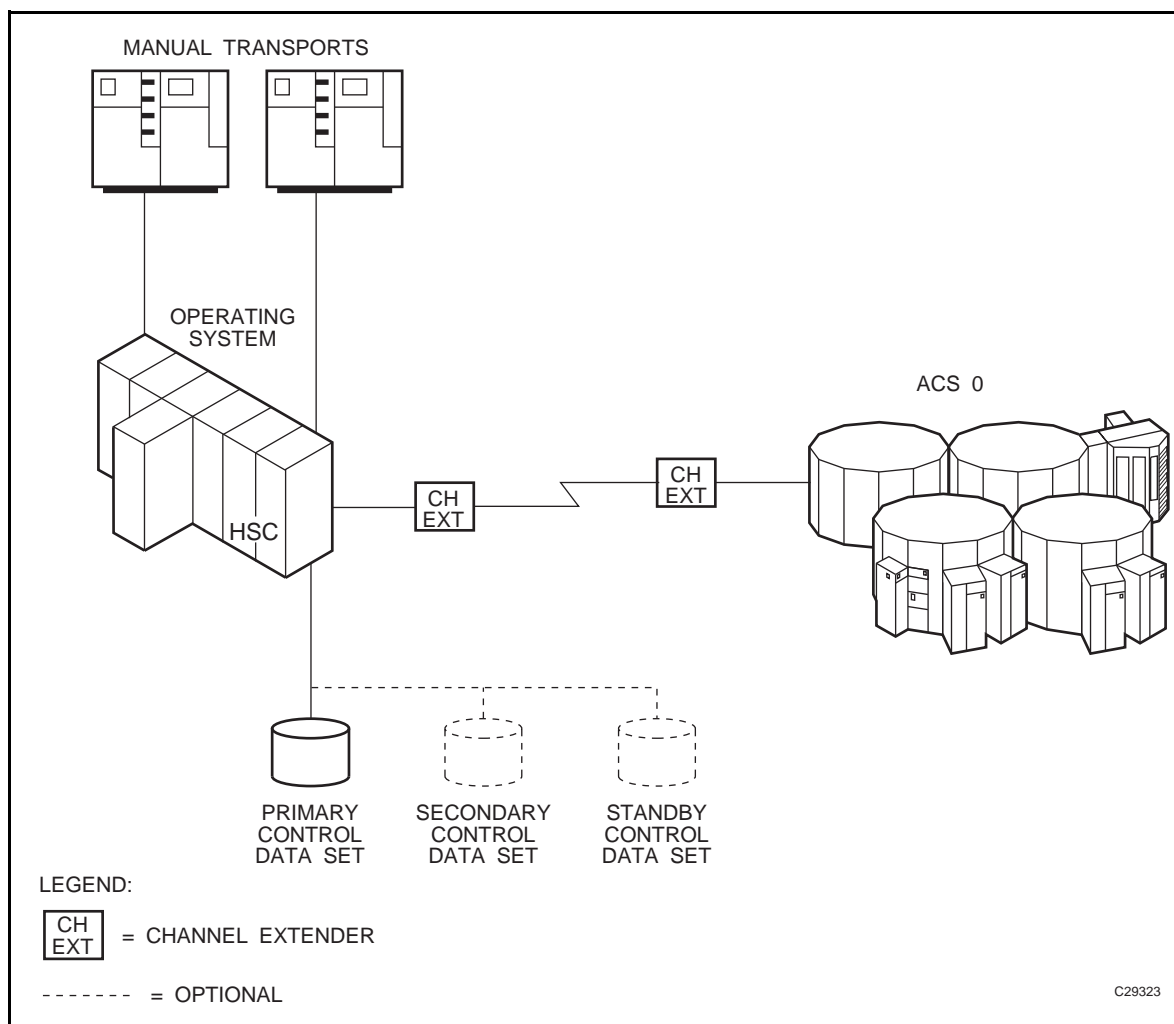 MANUAL TRANSPORTS
OPERATING
SYSTEM
ACS 0
CH
EXT
CH
EXT
HSC
PRIMARY
CONTROL
DATA SET
SECONDARY
CONTROL
DATA SET
STANDBY
CONTROL
DATA SET
LEGEND:
CH
EXT
= CHANNEL EXTENDER
= OPTIONAL
C29323